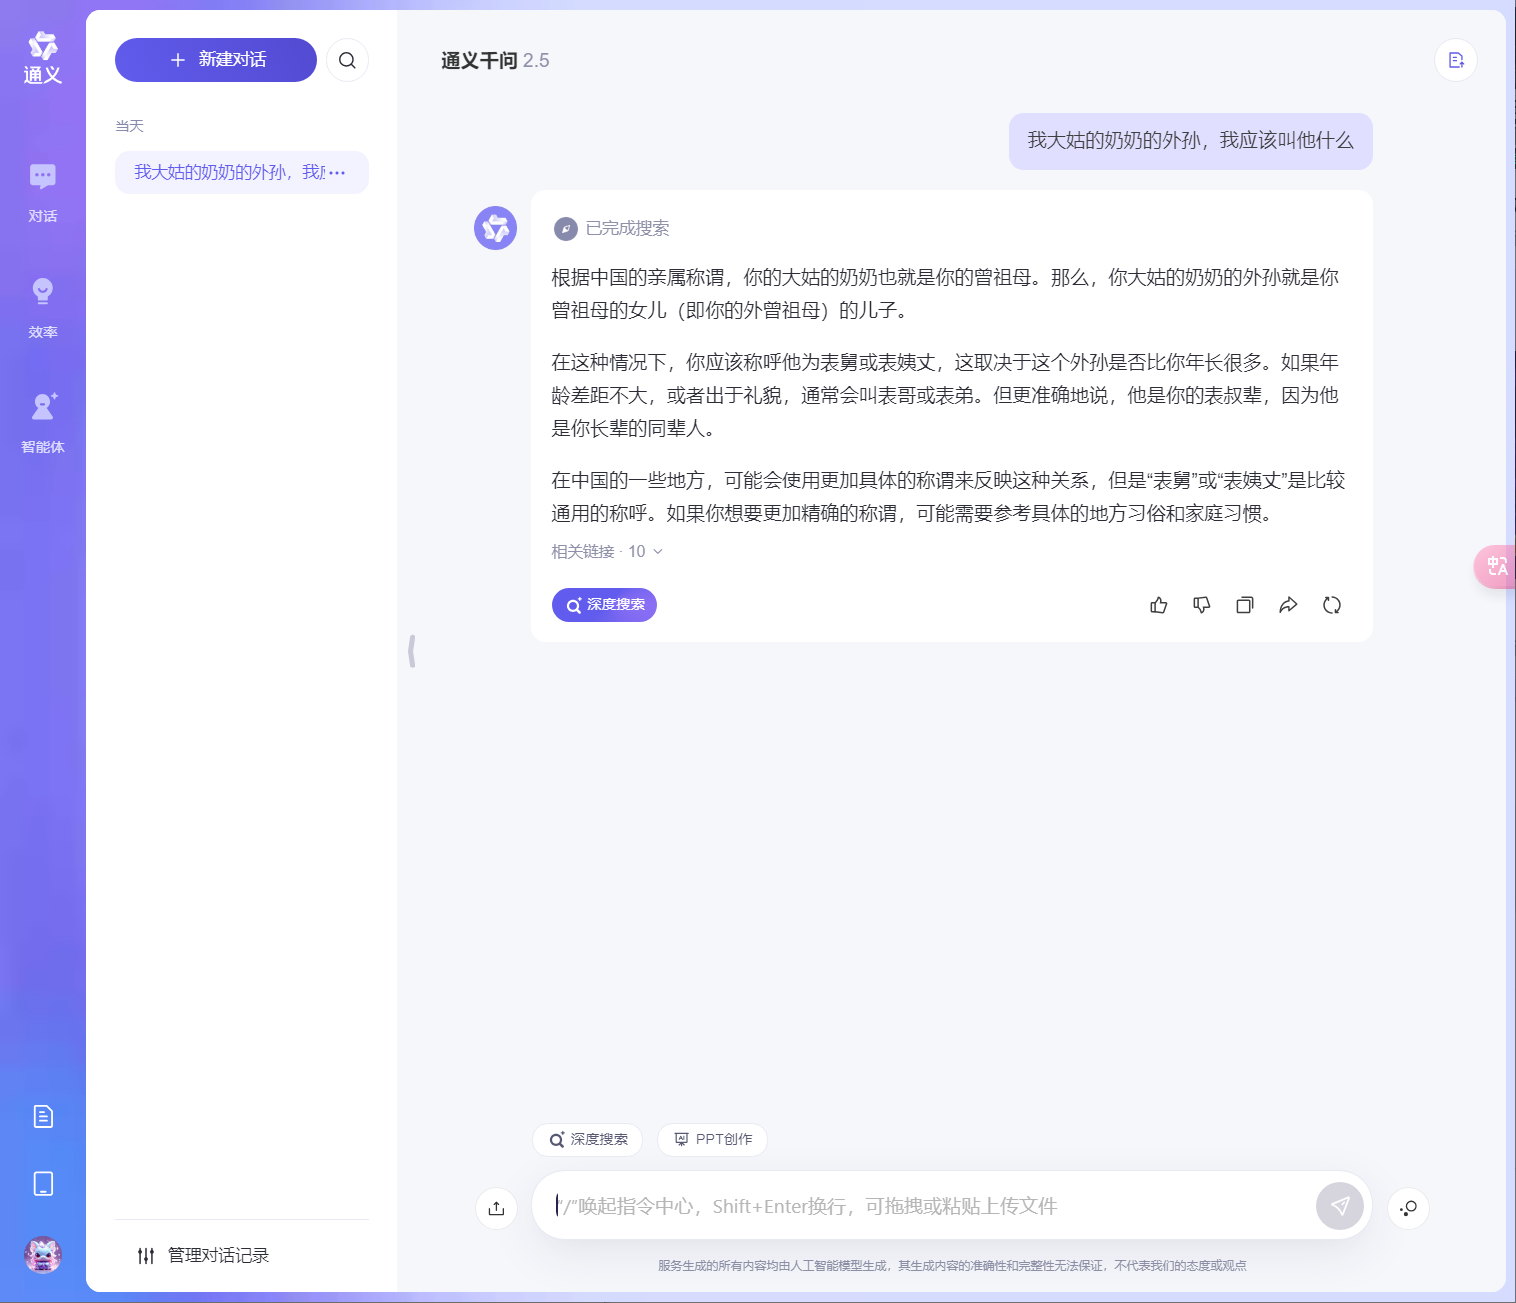 通义
对话
效率
智能体
新建对话
当天
我大姑的奶奶的外孙，我应
管理对话记录
通义千问 2.5
我大姑的奶奶的外孙，我应该叫他什么
已完成搜索
根据中国的亲属称谓，你的大姑的奶奶也就是你的曾祖母。那么，你大姑的奶奶的外孙就是你
曾祖母的女儿（即你的外曾祖母）的儿子。
在这种情况下，你应该称呼他为表舅或表姨丈，这取决于这个外孙是否比你年长很多。如果年
龄差距不大，或者出于礼貌，通常会叫表哥或表弟。但更准确地说，他是你的表叔辈，因为他
是你长辈的同辈人。
在中国的一些地方，可能会使用更加具体的称谓来反映这种关系，但是“表舅”或“表姨丈”是比较
通用的称呼。如果你想要更加精确的称谓，可能需要参考具体的地方习俗和家庭习惯。
相关链接 · 10
深度搜索
中A
深度搜索
PPT创作
“/”唤起指令中心，Shift+Enter换行，可拖拽或粘贴上传文件
服务生成的所有内容均由人工智能模型生成，其生成内容的准确性和完整性无法保证，不代表我们的态度或观点